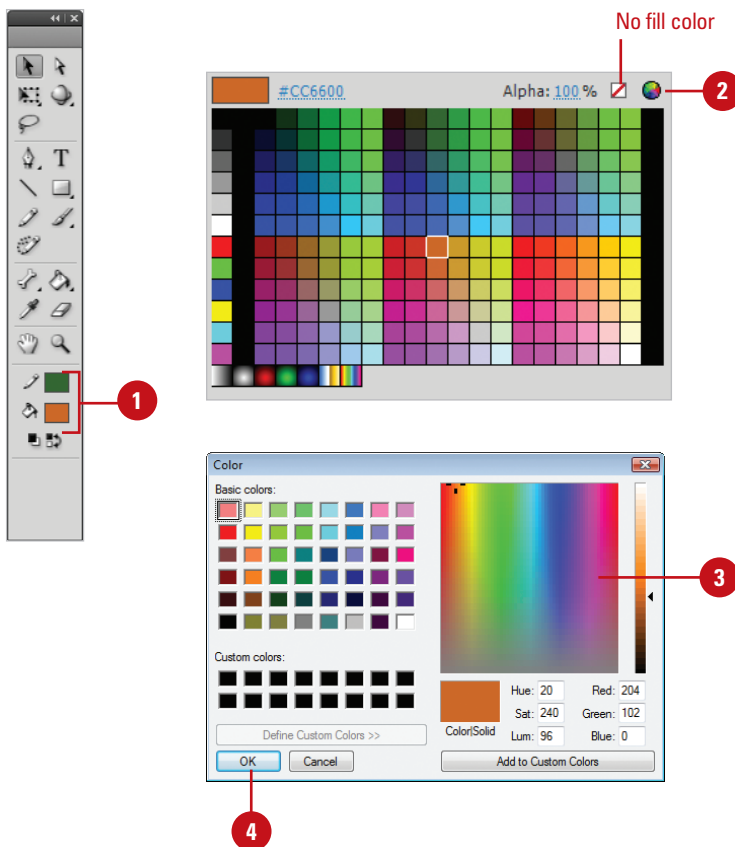 No fill color
#CC6600 Alpha: 100 %
2
T
1
Color
Basic colors:
3
Custom colors:
Hue: 20 Red: 204
Sat: 240 Green: 102
Color|Solid Lum: 96 Blue: 0
Define Custom Colors >>
OK Cancel Add to Custom Colors
4